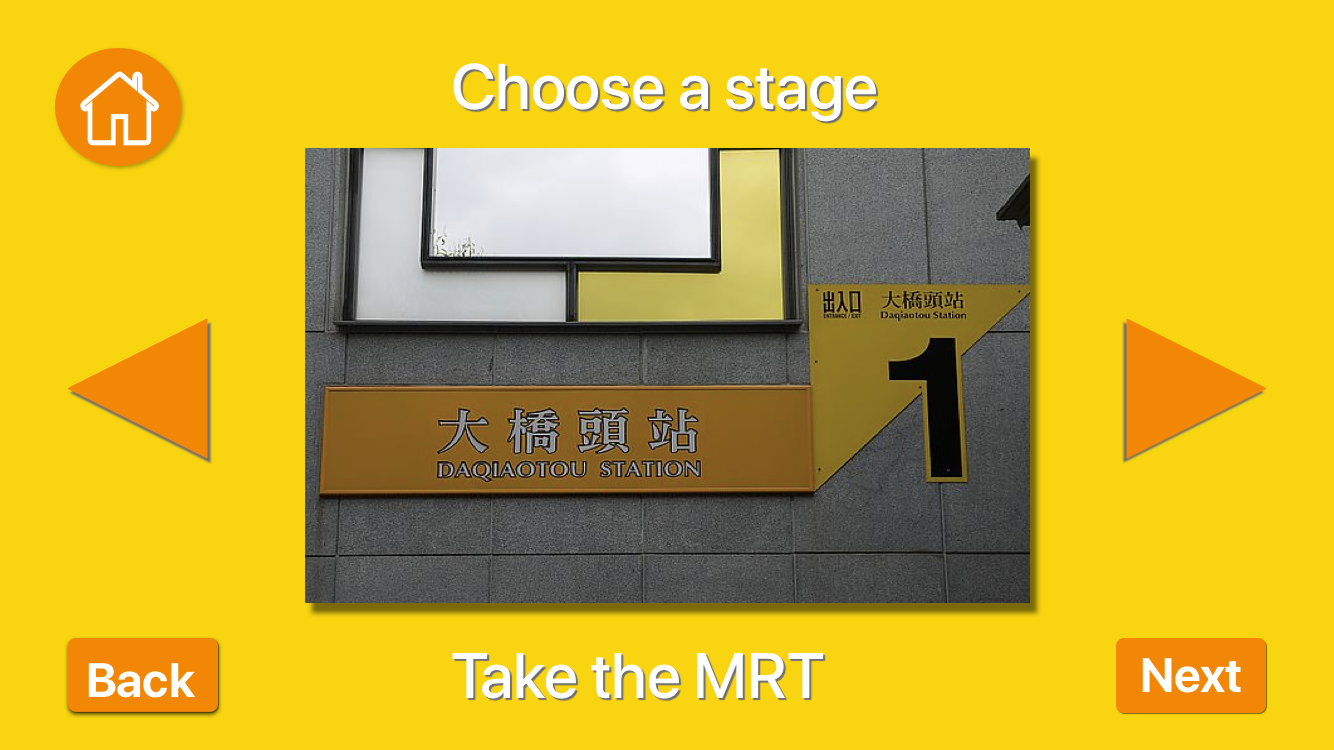 Choose a stage
出入口
ENTRANCE / EXIT
大橋頭站
Daqiaotou Station
1
大橋頭站
DAQIAOTOU STATION
Back
Take the MRT
Next